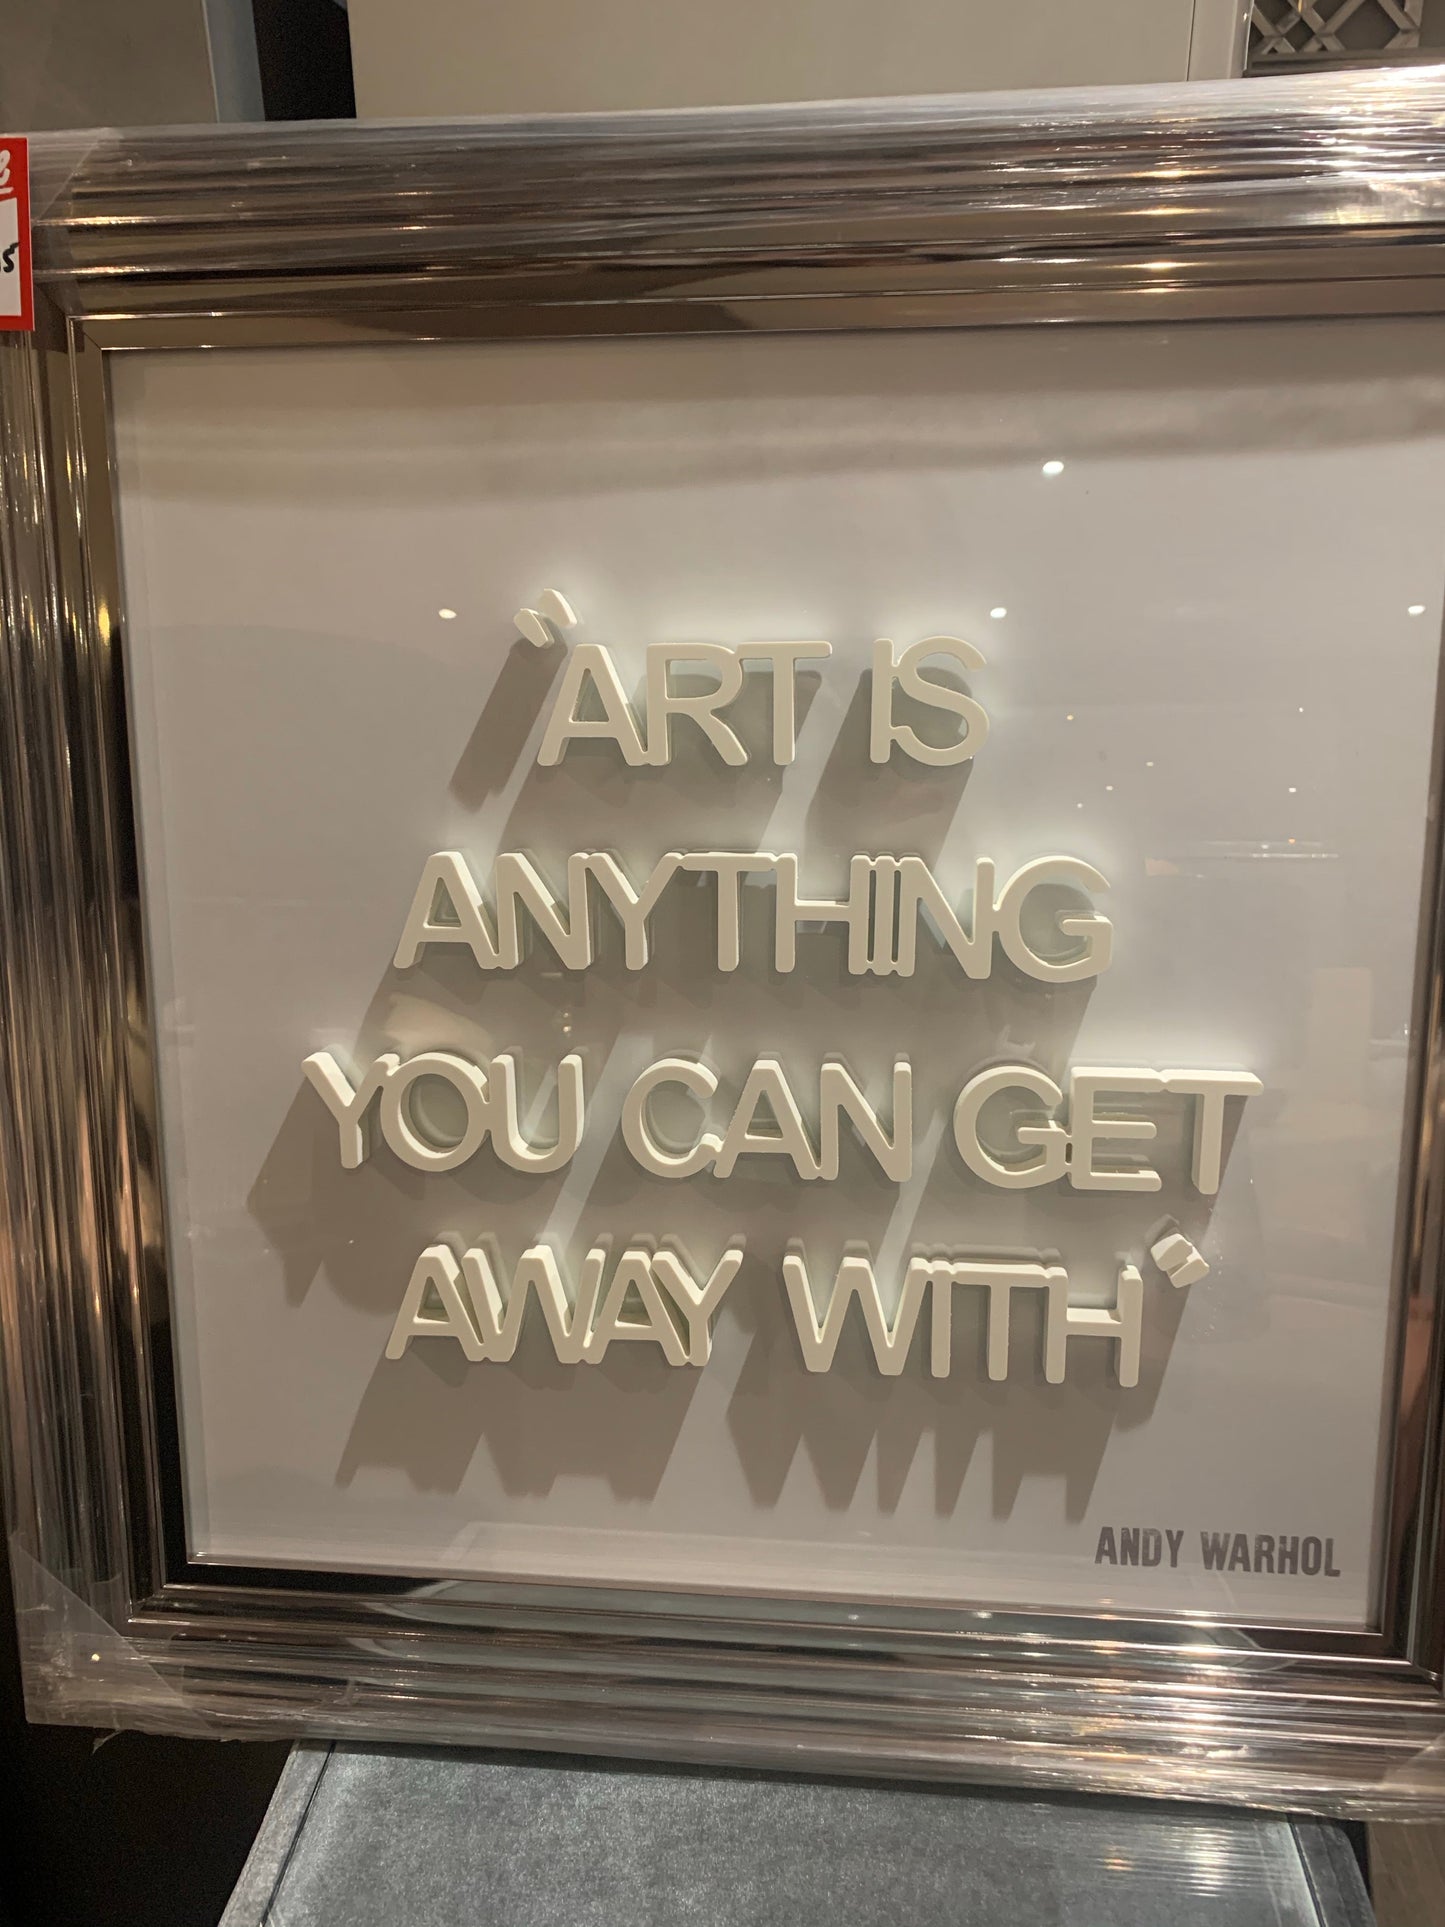 "ART IS
ANYTHING
YOU CAN GET
AWAY WITH"
ANDY WARHOL